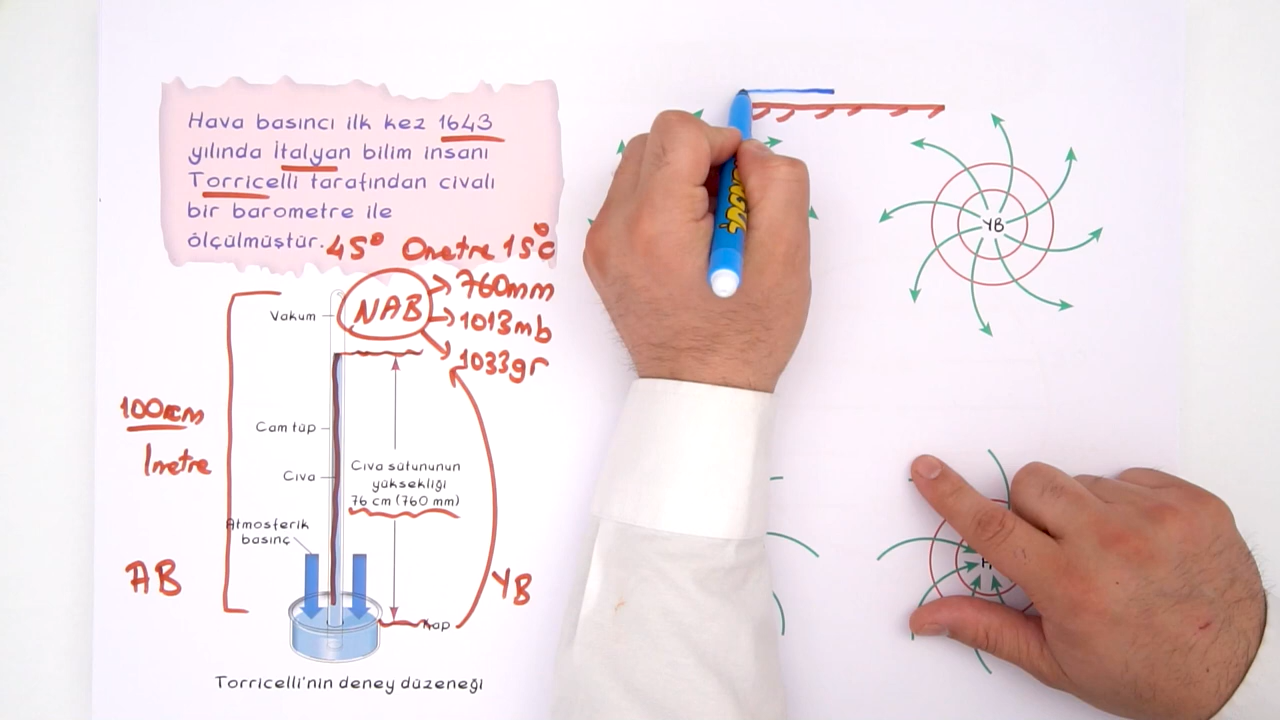 Hava basıncı ilk kez 1643
yılında İtalyan bilim insanı
Torricelli tarafından cıvalı
bir barometre ile
ölçülmüştür.
45° 0metre 15°C
NAB
760mm
1013mb
1033gr
Vakum
100cm
1metre
Cam tüp
Cıva
Cıva sütununun
yüksekliği
76 cm (760 mm)
Atmosferik
basınç
AB
YB
Kap
Torricelli'nin deney düzeneği
YB